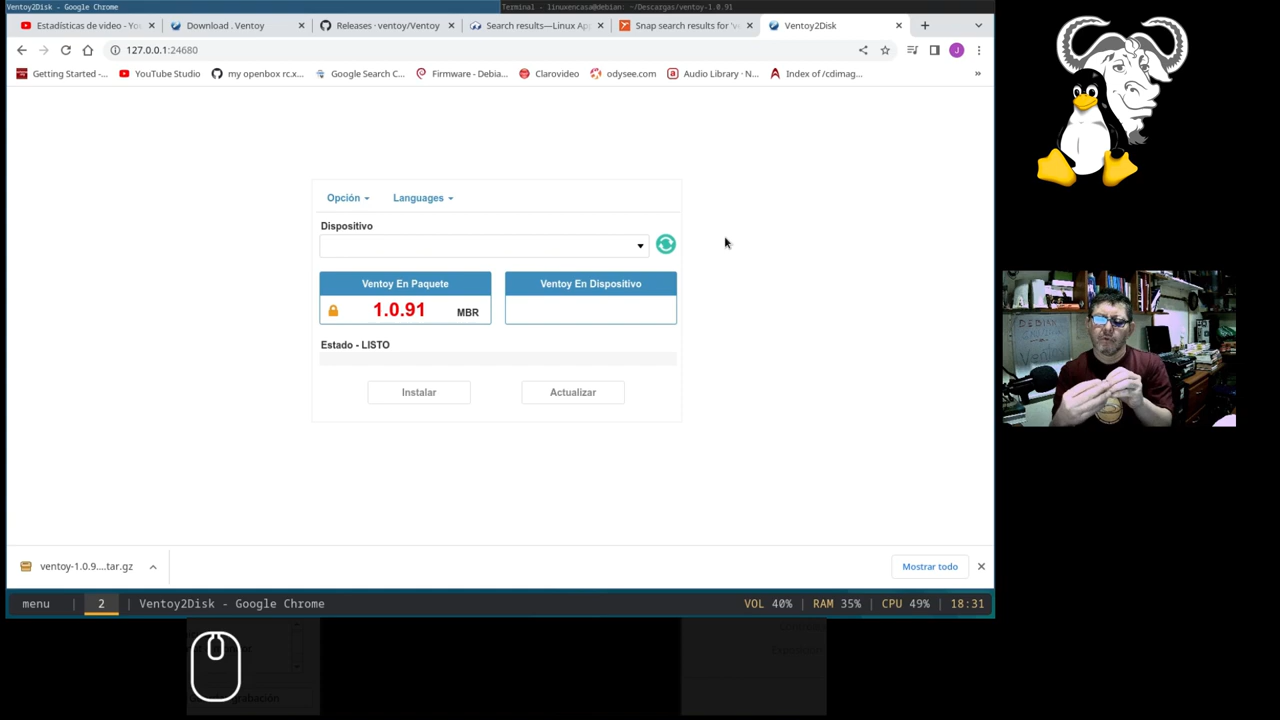 Ventoy2Disk - Google Chrome
Terminal - linuxencasa@debian: ~/Descargas/ventoy-1.0.91
Estadísticas de video - Yo
Download . Ventoy
Releases · ventoy/Ventoy
Search results—Linux Ap
Snap search results for 'v
Ventoy2Disk
127.0.0.1:24680
J
Getting Started -...
YouTube Studio
my openbox rc.x...
Google Search C...
Firmware - Debia...
Clarovideo
odysee.com
Audio Library · N...
Index of /cdimag...
»
Opción
Languages
Dispositivo
Ventoy En Paquete
Ventoy En Dispositivo
1.0.91
MBR
Estado - LISTO
Instalar
Actualizar
ventoy-1.0.9....tar.gz
Mostrar todo
menu | 2 | Ventoy2Disk - Google Chrome
VOL 40% | RAM 35% | CPU 49% | 18:31
DEBIAN